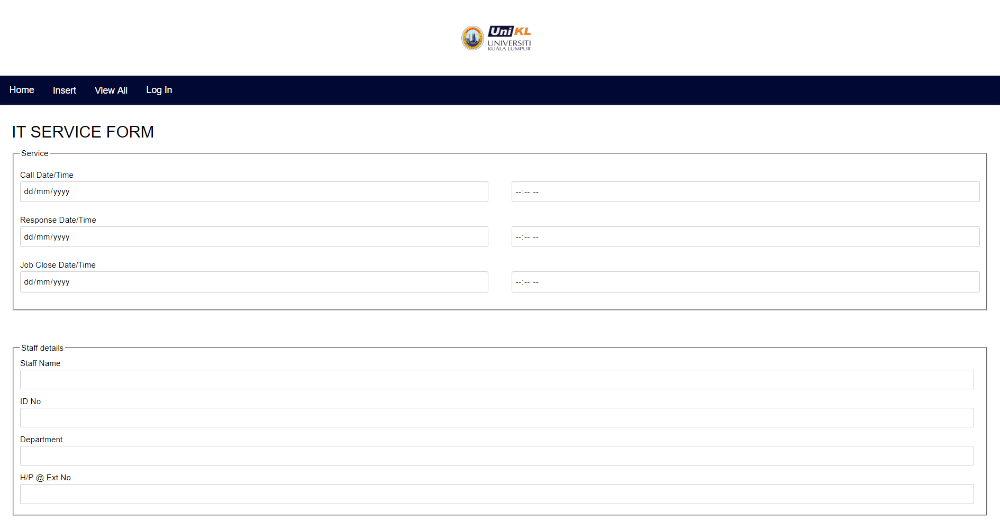 Uni KL
UNIVERSITI
KUALA LUMPUR
Home Insert View All Log In
IT SERVICE FORM
Service
Call Date/Time
dd/mm/yyyy --:-- --
Response Date/Time
dd/mm/yyyy --:-- --
Job Close Date/Time
dd/mm/yyyy --:-- --
Staff details
Staff Name
ID No
Department
H/P @ Ext No.